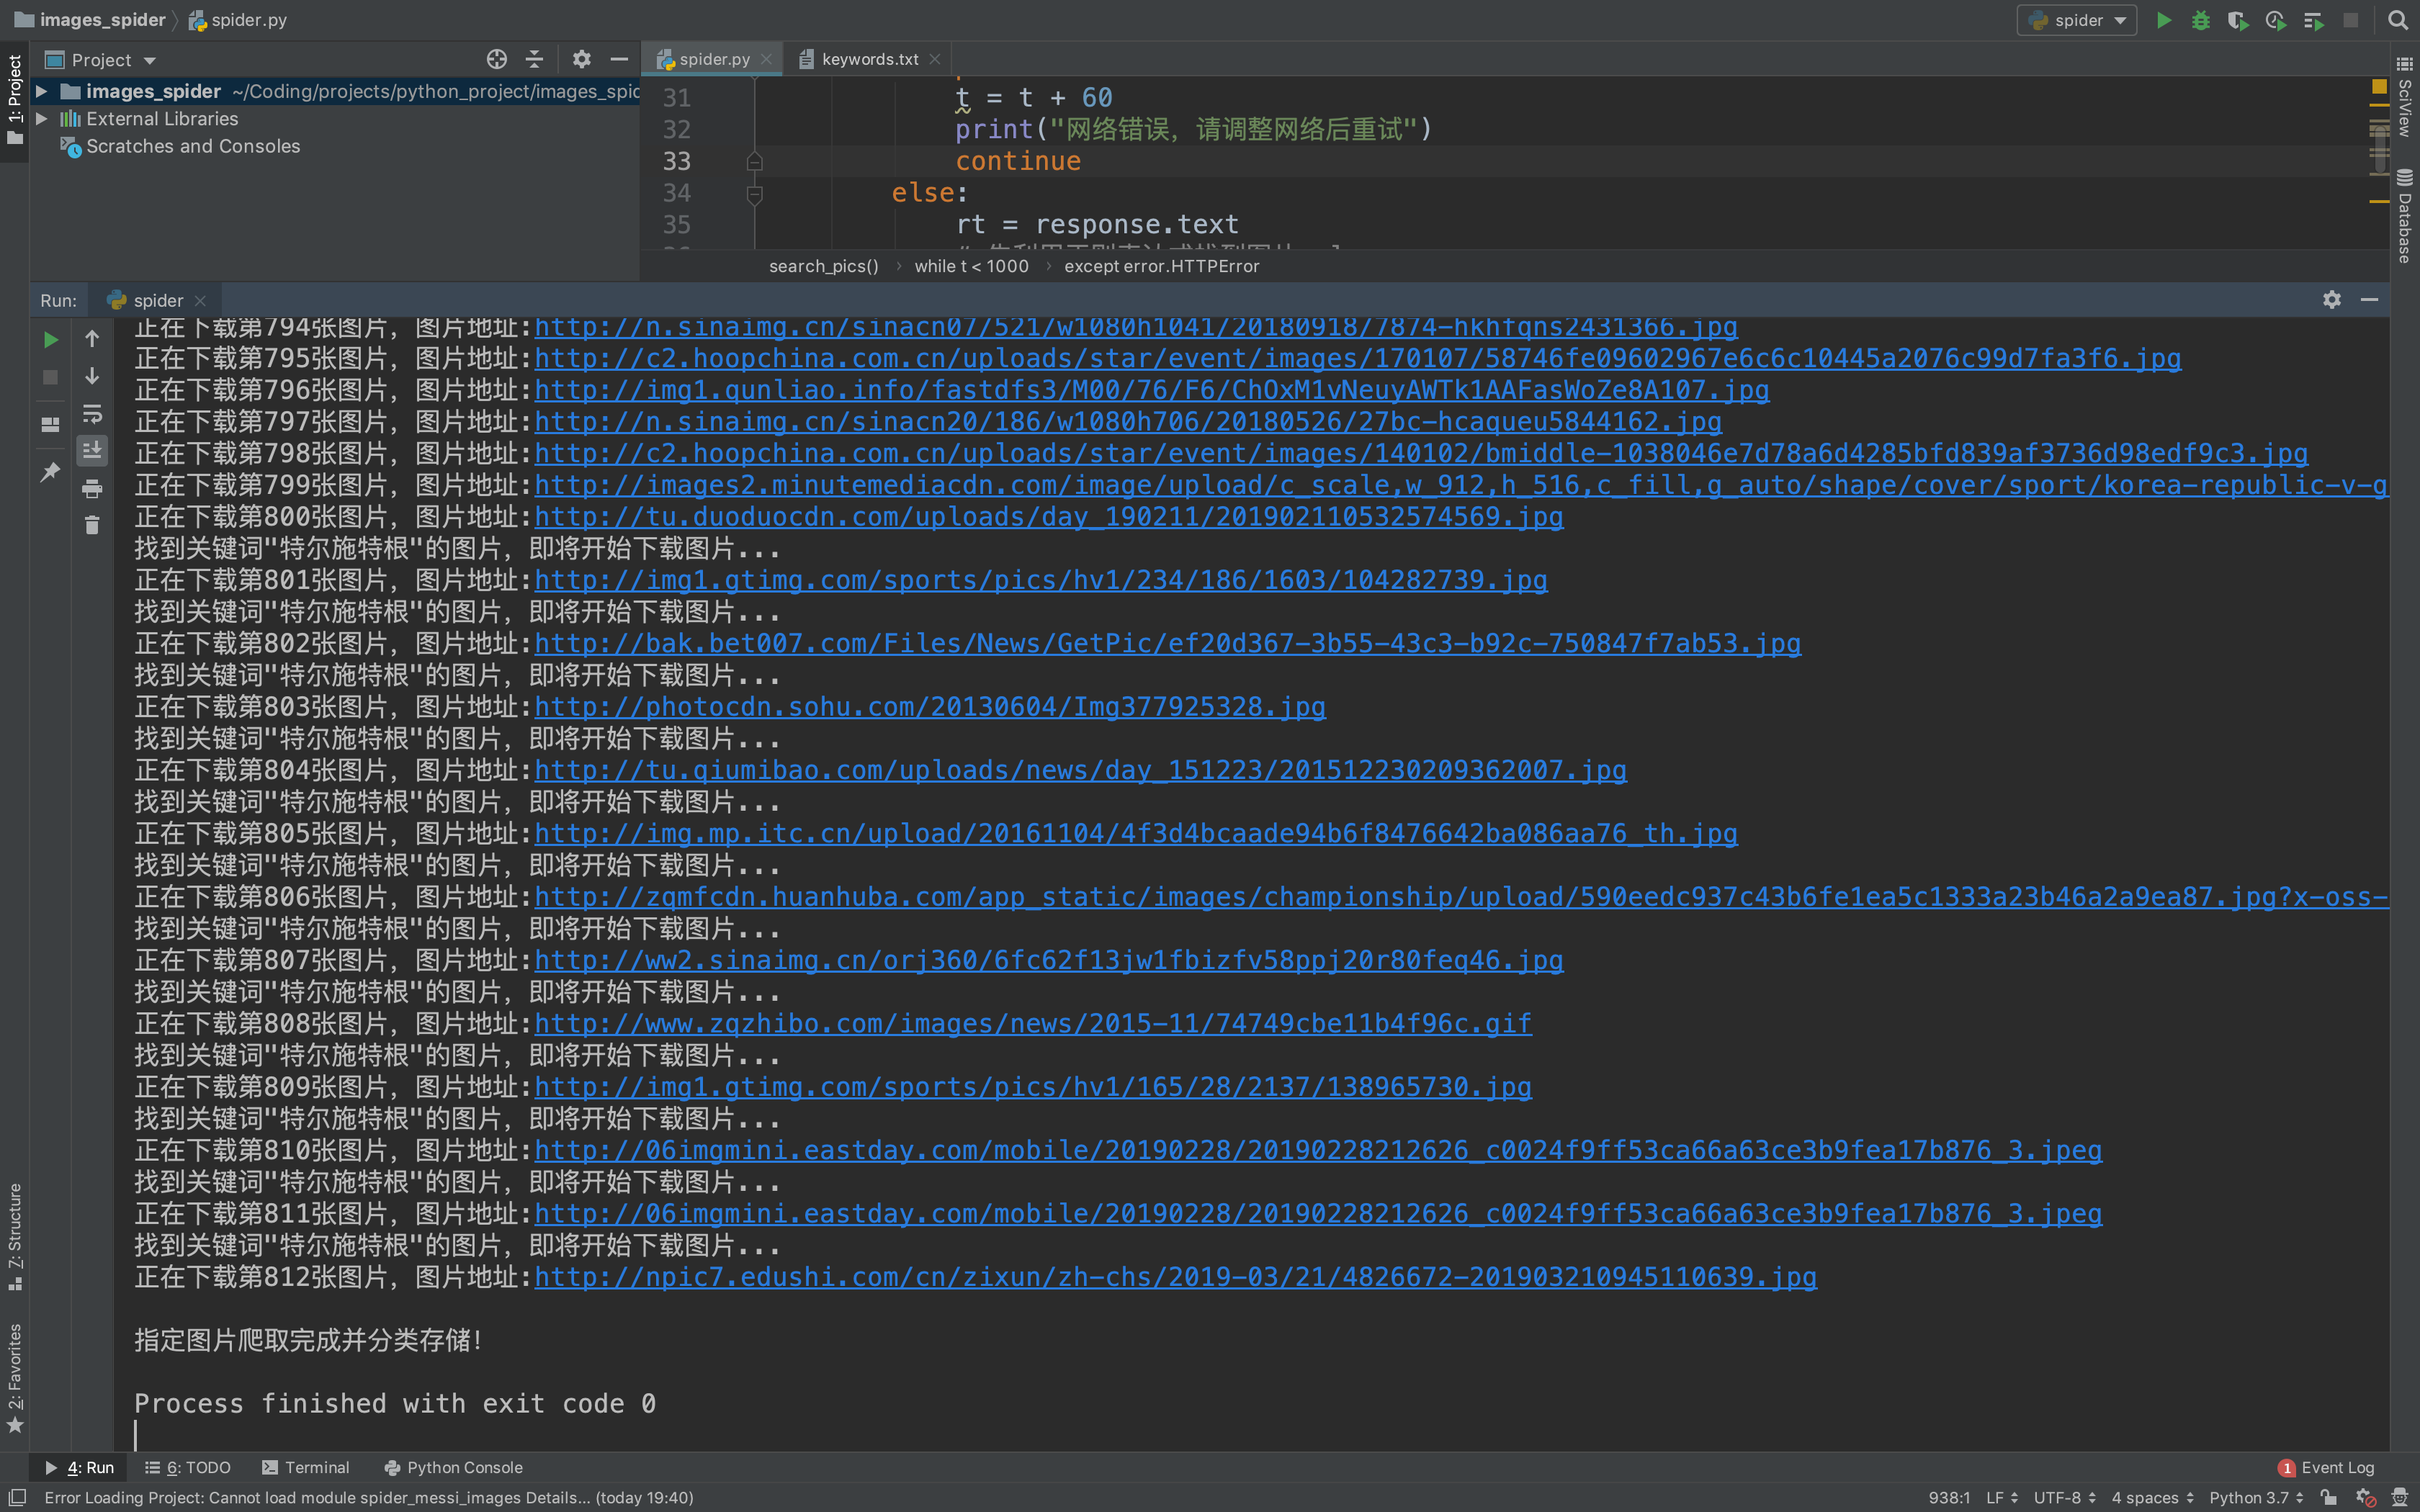 images_spider
spider.py
spider
Project
1: Project
images_spider ~/Coding/projects/python_project/images_spid
External Libraries
Scratches and Consoles
spider.py
keywords.txt
31 t = t + 60
32 print("网络错误，请调整网络后重试")
33 continue
34 else:
35 rt = response.text
search_pics() › while t < 1000 › except error.HTTPError
SciView
Database
Run: spider
正在下载第794张图片，图片地址:http://n.sinaimg.cn/sinacn07/521/w1080h1041/20180918/7874-hkhfqns2431366.jpg
正在下载第795张图片，图片地址:http://c2.hoopchina.com.cn/uploads/star/event/images/170107/58746fe09602967e6c6c10445a2076c99d7fa3f6.jpg
正在下载第796张图片，图片地址:http://img1.qunliao.info/fastdfs3/M00/76/F6/ChOxM1vNeuyAWTk1AAFasWoZe8A107.jpg
正在下载第797张图片，图片地址:http://n.sinaimg.cn/sinacn20/186/w1080h706/20180526/27bc-hcaqueu5844162.jpg
正在下载第798张图片，图片地址:http://c2.hoopchina.com.cn/uploads/star/event/images/140102/bmiddle-1038046e7d78a6d4285bfd839af3736d98edf9c3.jpg
正在下载第799张图片，图片地址:http://images2.minutemediacdn.com/image/upload/c_scale,w_912,h_516,c_fill,g_auto/shape/cover/sport/korea-republic-v-g
正在下载第800张图片，图片地址:http://tu.duoduocdn.com/uploads/day_190211/201902110532574569.jpg
找到关键词"特尔施特根"的图片，即将开始下载图片...
正在下载第801张图片，图片地址:http://img1.gtimg.com/sports/pics/hv1/234/186/1603/104282739.jpg
找到关键词"特尔施特根"的图片，即将开始下载图片...
正在下载第802张图片，图片地址:http://bak.bet007.com/Files/News/GetPic/ef20d367-3b55-43c3-b92c-750847f7ab53.jpg
找到关键词"特尔施特根"的图片，即将开始下载图片...
正在下载第803张图片，图片地址:http://photocdn.sohu.com/20130604/Img377925328.jpg
找到关键词"特尔施特根"的图片，即将开始下载图片...
正在下载第804张图片，图片地址:http://tu.qiumibao.com/uploads/news/day_151223/201512230209362007.jpg
找到关键词"特尔施特根"的图片，即将开始下载图片...
正在下载第805张图片，图片地址:http://img.mp.itc.cn/upload/20161104/4f3d4bcaade94b6f8476642ba086aa76_th.jpg
找到关键词"特尔施特根"的图片，即将开始下载图片...
正在下载第806张图片，图片地址:http://zqmfcdn.huanhuba.com/app_static/images/championship/upload/590eedc937c43b6fe1ea5c1333a23b46a2a9ea87.jpg?x-oss-
找到关键词"特尔施特根"的图片，即将开始下载图片...
正在下载第807张图片，图片地址:http://ww2.sinaimg.cn/orj360/6fc62f13jw1fbizfv58ppj20r80feq46.jpg
找到关键词"特尔施特根"的图片，即将开始下载图片...
正在下载第808张图片，图片地址:http://www.zqzhibo.com/images/news/2015-11/74749cbe11b4f96c.gif
找到关键词"特尔施特根"的图片，即将开始下载图片...
正在下载第809张图片，图片地址:http://img1.gtimg.com/sports/pics/hv1/165/28/2137/138965730.jpg
找到关键词"特尔施特根"的图片，即将开始下载图片...
正在下载第810张图片，图片地址:http://06imgmini.eastday.com/mobile/20190228/20190228212626_c0024f9ff53ca66a63ce3b9fea17b876_3.jpeg
找到关键词"特尔施特根"的图片，即将开始下载图片...
正在下载第811张图片，图片地址:http://06imgmini.eastday.com/mobile/20190228/20190228212626_c0024f9ff53ca66a63ce3b9fea17b876_3.jpeg
找到关键词"特尔施特根"的图片，即将开始下载图片...
正在下载第812张图片，图片地址:http://npic7.edushi.com/cn/zixun/zh-chs/2019-03/21/4826672-201903210945110639.jpg
指定图片爬取完成并分类存储!
Process finished with exit code 0
7: Structure
2: Favorites
4: Run
6: TODO
Terminal
Python Console
1 Event Log
Error Loading Project: Cannot load module spider_messi_images Details... (today 19:40)
938:1 LF UTF-8 4 spaces Python 3.7